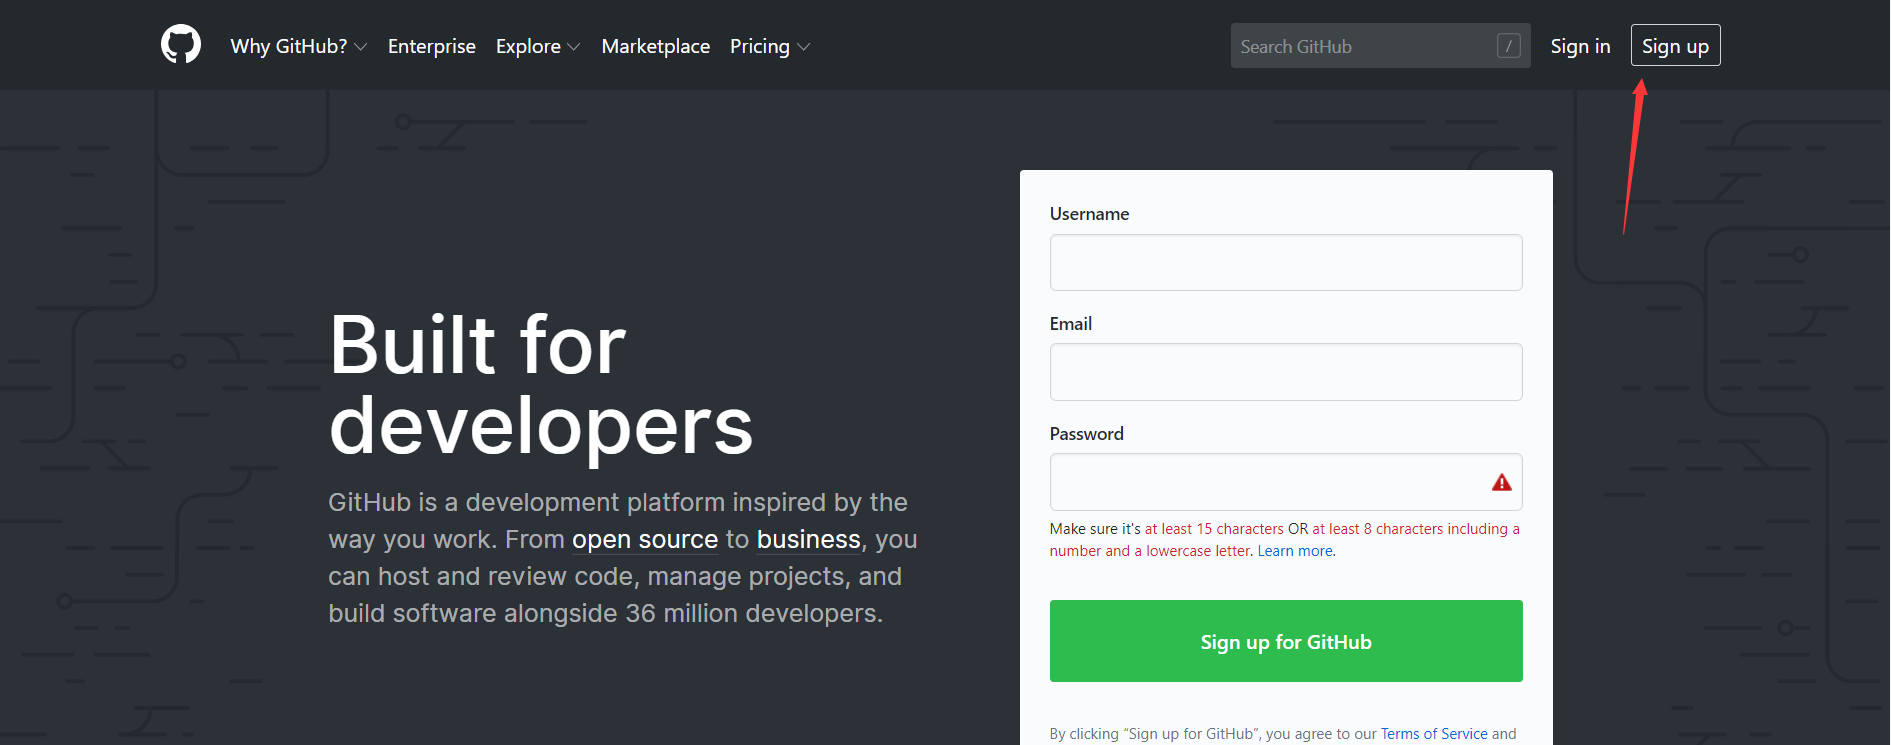 Why GitHub? Enterprise Explore Marketplace Pricing Search GitHub / Sign in Sign up
Built for
developers
GitHub is a development platform inspired by the
way you work. From open source to business, you
can host and review code, manage projects, and
build software alongside 36 million developers.
Username
Email
Password
Make sure it's at least 15 characters OR at least 8 characters including a
number and a lowercase letter. Learn more.
Sign up for GitHub
By clicking “Sign up for GitHub”, you agree to our Terms of Service and